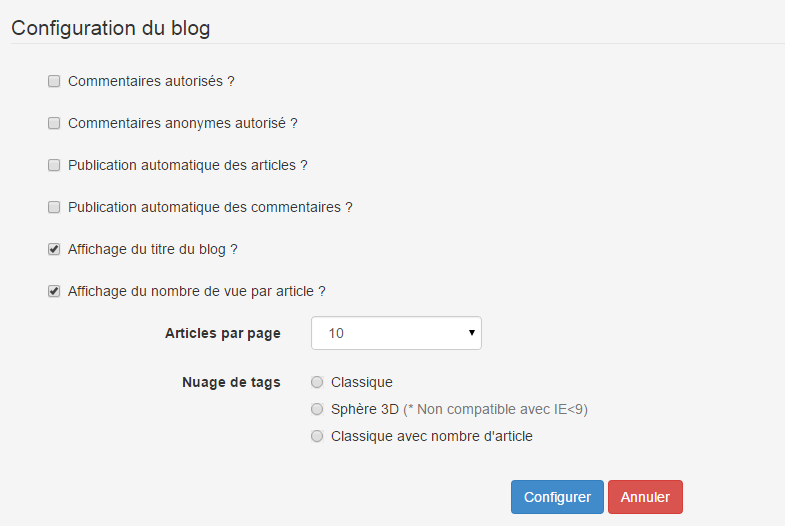 Configuration du blog
Commentaires autorisés ?
Commentaires anonymes autorisé ?
Publication automatique des articles ?
Publication automatique des commentaires ?
Affichage du titre du blog ?
Affichage du nombre de vue par article ?
Articles par page 10
Nuage de tags Classique
Sphère 3D (* Non compatible avec IE<9)
Classique avec nombre d'article
Configurer Annuler